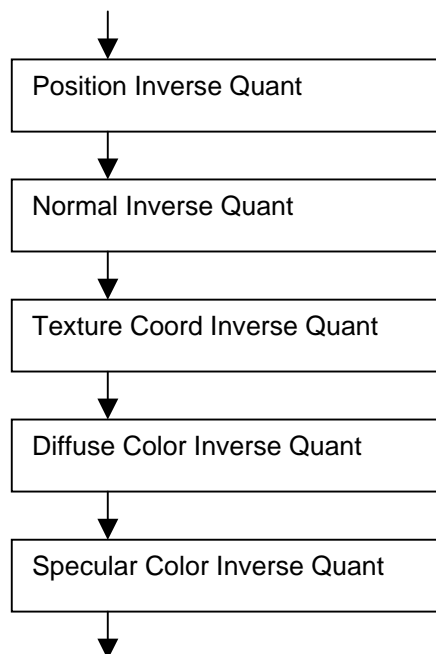 Position Inverse Quant
Normal Inverse Quant
Texture Coord Inverse Quant
Diffuse Color Inverse Quant
Specular Color Inverse Quant